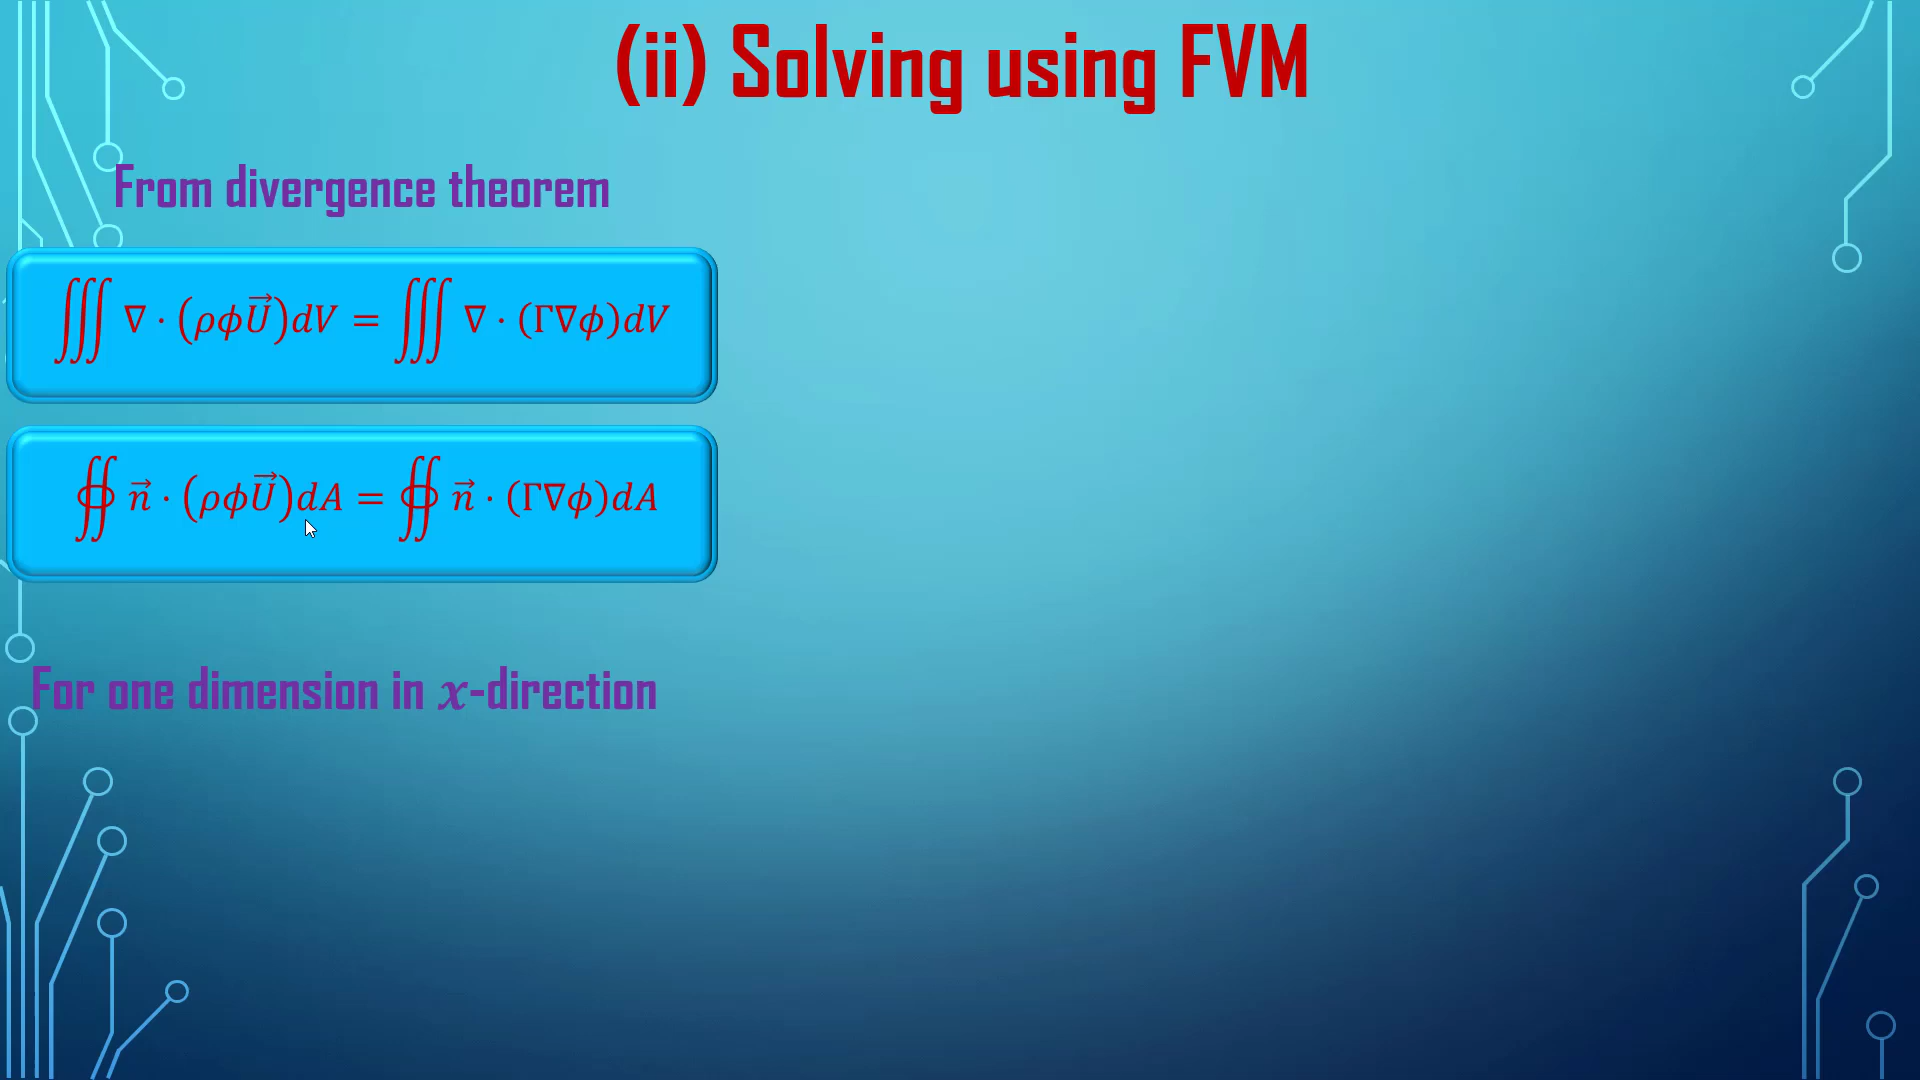 (ii) Solving using FVM
From divergence theorem
∭ ∇ · (ρϕU⃗)dV = ∭ ∇ · (Γ∇ϕ)dV
∯ n⃗ · (ρϕU⃗)dA = ∯ n⃗ · (Γ∇ϕ)dA
For one dimension in x-direction